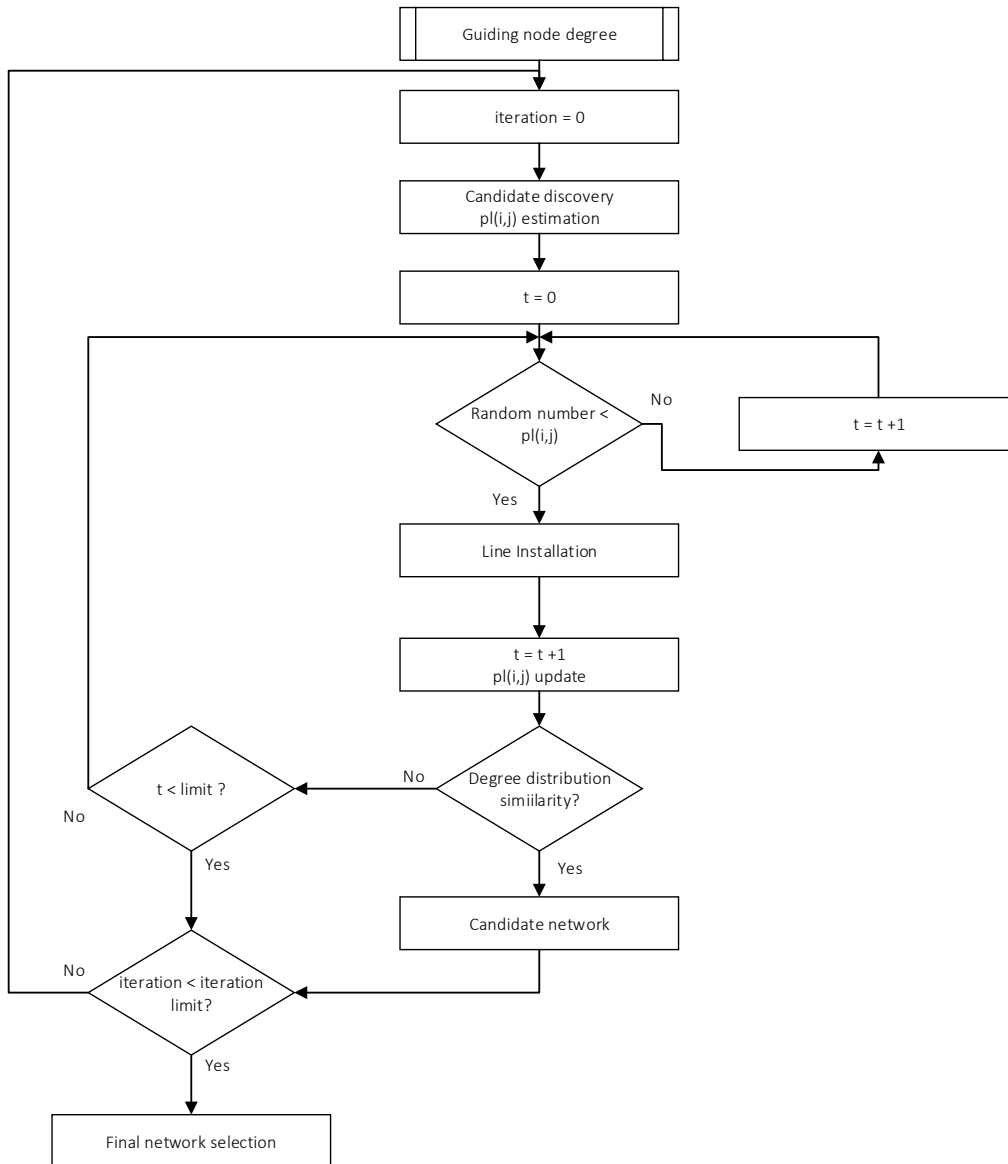 Guiding node degree
iteration = 0
Candidate discovery
pl(i,j) estimation
t = 0
Random number <
pl(i,j)
No
t = t +1
Yes
Line Installation
t = t +1
pl(i,j) update
Degree distribution
simiilarity?
No
t < limit ?
No
Yes
Yes
Candidate network
No
iteration < iteration
limit?
Yes
Final network selection